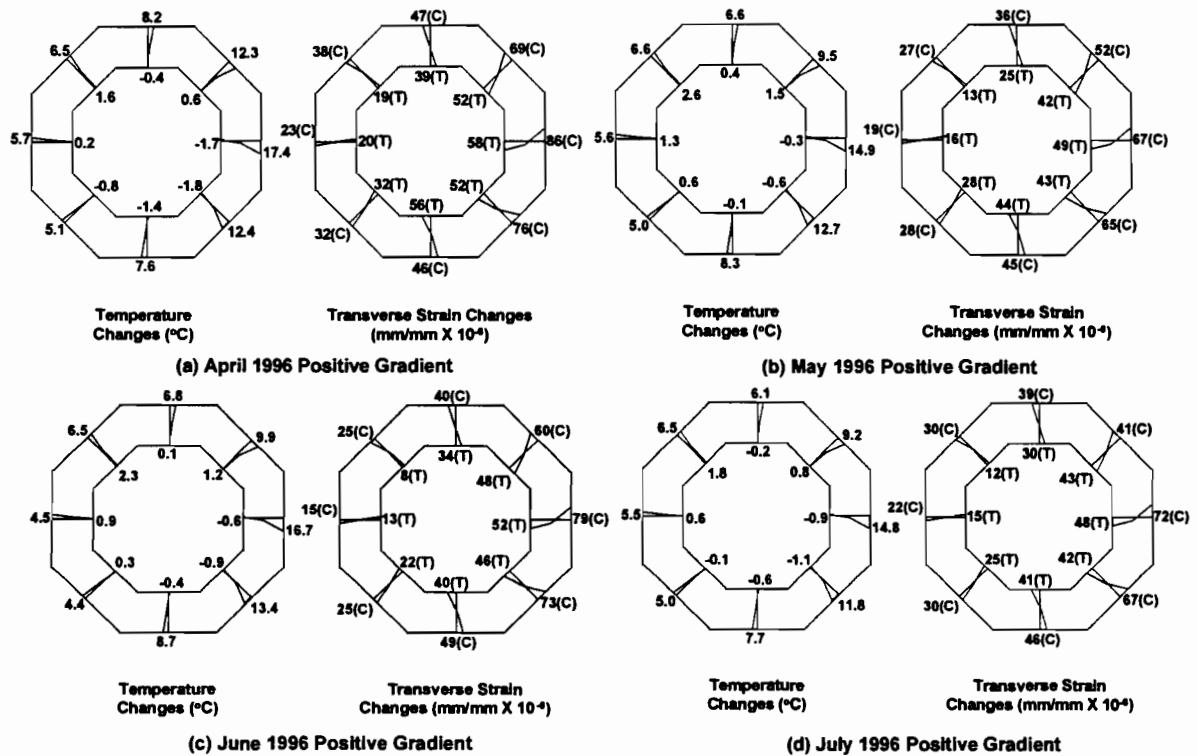 8.2
6.5
12.3
-0.4
1.6
0.6
5.7
0.2
-1.7
17.4
-0.8
-1.8
-1.4
5.1
12.4
7.6
Temperature
Changes (°C)
47(C)
38(C)
69(C)
39(T)
19(T)
52(T)
23(C)
20(T)
58(T)
86(C)
32(T)
52(T)
56(T)
32(C)
76(C)
46(C)
Transverse Strain Changes
(mm/mm X 10⁻⁶)
(a) April 1996 Positive Gradient
6.6
6.6
9.5
0.4
2.6
1.5
5.6
1.3
-0.3
14.9
0.6
-0.6
-0.1
5.0
12.7
8.3
Temperature
Changes (°C)
36(C)
27(C)
52(C)
25(T)
13(T)
42(T)
19(C)
16(T)
49(T)
67(C)
28(T)
43(T)
44(T)
28(C)
65(C)
45(C)
Transverse Strain
Changes (mm/mm X 10⁻⁶)
(b) May 1996 Positive Gradient
6.8
6.5
9.9
0.1
2.3
1.2
4.5
0.9
-0.6
16.7
0.3
-0.9
-0.4
4.4
13.4
8.7
Temperature
Changes (°C)
40(C)
25(C)
60(C)
34(T)
8(T)
48(T)
15(C)
13(T)
52(T)
79(C)
22(T)
46(T)
40(T)
25(C)
73(C)
49(C)
Transverse Strain
Changes (mm/mm X 10⁻⁶)
(c) June 1996 Positive Gradient
6.1
6.5
9.2
-0.2
1.8
0.8
5.5
0.6
-0.9
14.8
-0.1
-1.1
-0.6
5.0
11.8
7.7
Temperature
Changes (°C)
39(C)
30(C)
41(C)
30(T)
12(T)
43(T)
22(C)
15(T)
48(T)
72(C)
25(T)
42(T)
41(T)
30(C)
67(C)
46(C)
Transverse Strain
Changes (mm/mm X 10⁻⁶)
(d) July 1996 Positive Gradient